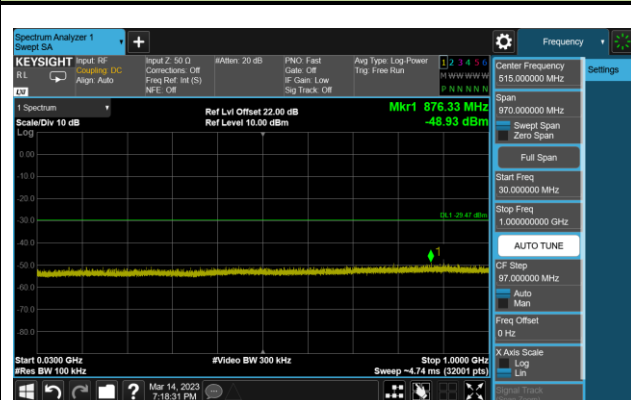 Spectrum Analyzer 1
Swept SA
Frequency
KEYSIGHT
RL
Input: RF
Coupling: DC
Align: Auto
Input Z: 50 Ω
Corrections: Off
Freq Ref: Int (S)
NFE: Off
#Atten: 20 dB
PNO: Fast
Gate: Off
IF Gain: Low
Sig Track: Off
Avg Type: Log-Power
Trig: Free Run
1 2 3 4 5 6
M W W W W W
P N N N N N
LXI
1 Spectrum
Scale/Div 10 dB
Ref Lvl Offset 22.00 dB
Ref Level 10.00 dBm
Mkr1 876.33 MHz
-48.93 dBm
Log
0.00
-10.0
-20.0
-30.0
-40.0
-50.0
-60.0
-70.0
-80.0
DL1 -29.47 dBm
1
Start 0.0300 GHz
#Res BW 100 kHz
#Video BW 300 kHz
Stop 1.0000 GHz
Sweep ~4.74 ms (32001 pts)
Mar 14, 2023
7:18:31 PM
Center Frequency
515.000000 MHz
Span
970.000000 MHz
Swept Span
Zero Span
Full Span
Start Freq
30.000000 MHz
Stop Freq
1.000000000 GHz
AUTO TUNE
CF Step
97.000000 MHz
Auto
Man
Freq Offset
0 Hz
X Axis Scale
Log
Lin
Signal Track
Settings